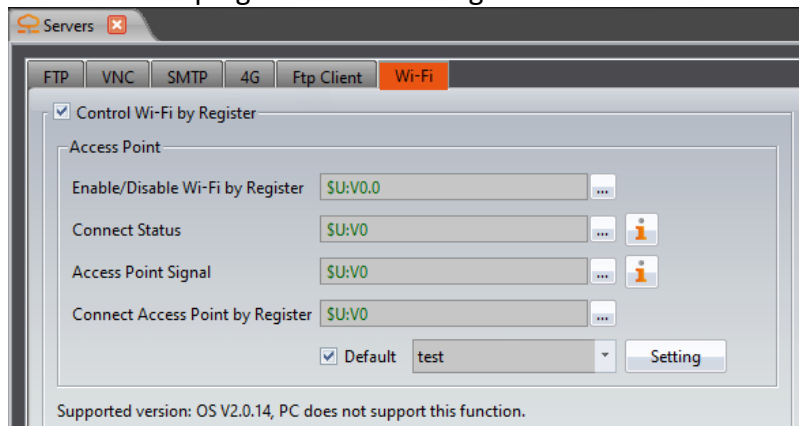 Servers
FTP VNC SMTP 4G Ftp Client Wi-Fi
Control Wi-Fi by Register
Access Point
Enable/Disable Wi-Fi by Register $U:V0.0 ...
Connect Status $U:V0 ... i
Access Point Signal $U:V0 ... i
Connect Access Point by Register $U:V0 ...
Default test Setting
Supported version: OS V2.0.14, PC does not support this function.